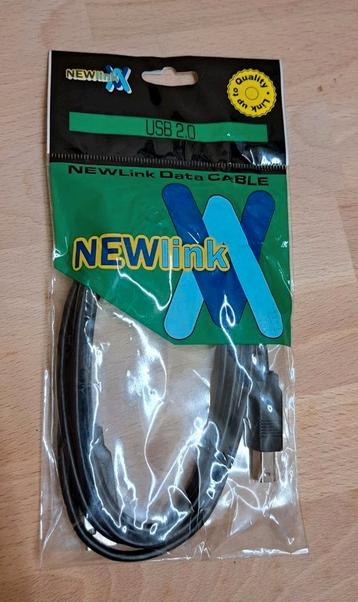 NEWlink
Link up to Quality
USB 2.0
NEWLink Data CABLE
NEWlink